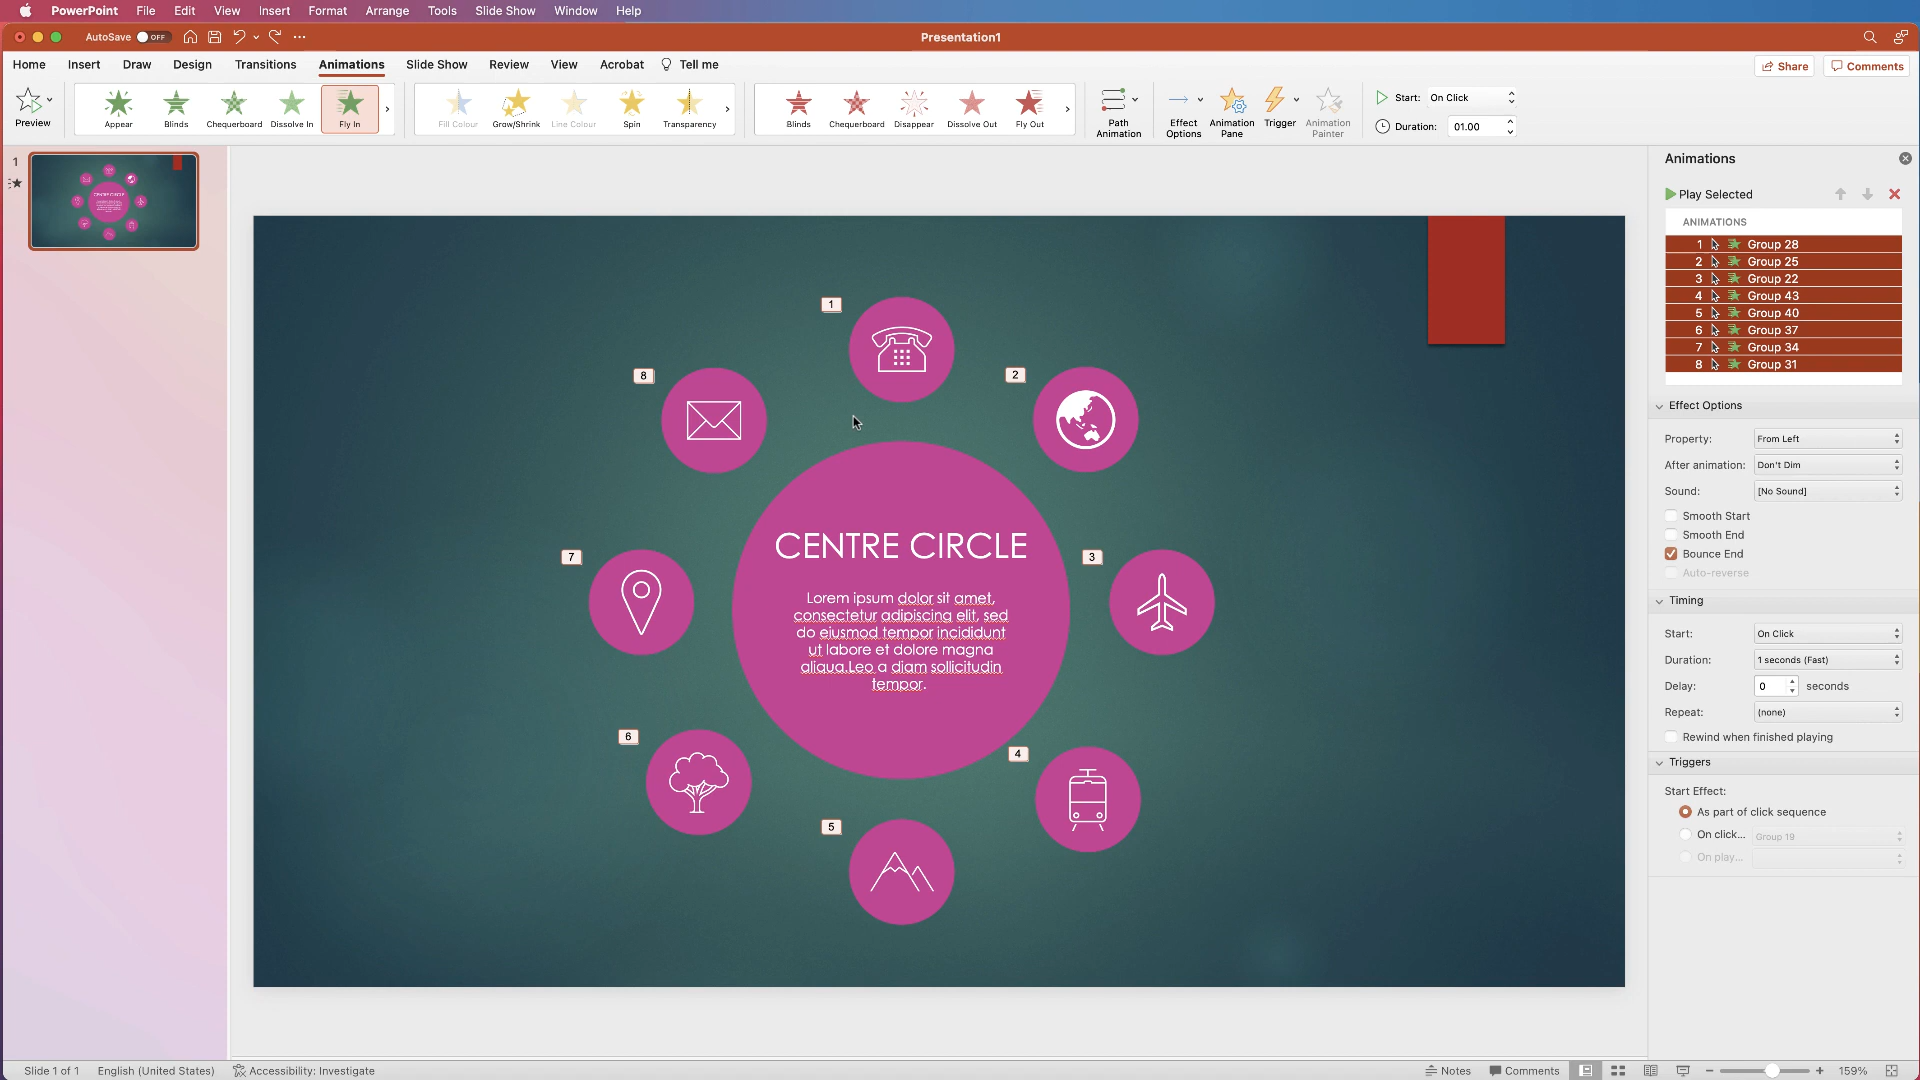 PowerPoint File Edit View Insert Format Arrange Tools Slide Show Window Help
AutoSave OFF Presentation1
Home Insert Draw Design Transitions Animations Slide Show Review View Acrobat Tell me Share Comments
Preview Appear Blinds Chequerboard Dissolve In Fly In Fill Colour Grow/Shrink Line Colour Spin Transparency Blinds Chequerboard Disappear Dissolve Out Fly Out Path Animation Effect Options Animation Pane Trigger Animation Painter
Start: On Click
Duration: 01.00
1
CENTRE CIRCLE
1
8
2
7
3
6
4
5
CENTRE CIRCLE
Lorem ipsum dolor sit amet,
consectetur adipiscing elit, sed
do eiusmod tempor incididunt
ut labore et dolore magna
aliqua.Leo a diam sollicitudin
tempor.
Animations
Play Selected
ANIMATIONS
1 Group 28
2 Group 25
3 Group 22
4 Group 43
5 Group 40
6 Group 37
7 Group 34
8 Group 31
Effect Options
Property: From Left
After animation: Don't Dim
Sound: [No Sound]
Smooth Start
Smooth End
Bounce End
Auto-reverse
Timing
Start: On Click
Duration: 1 seconds (Fast)
Delay: 0 seconds
Repeat: (none)
Rewind when finished playing
Triggers
Start Effect:
As part of click sequence
On click... Group 19
On play...
Slide 1 of 1 English (United States) Accessibility: Investigate Notes Comments 159%